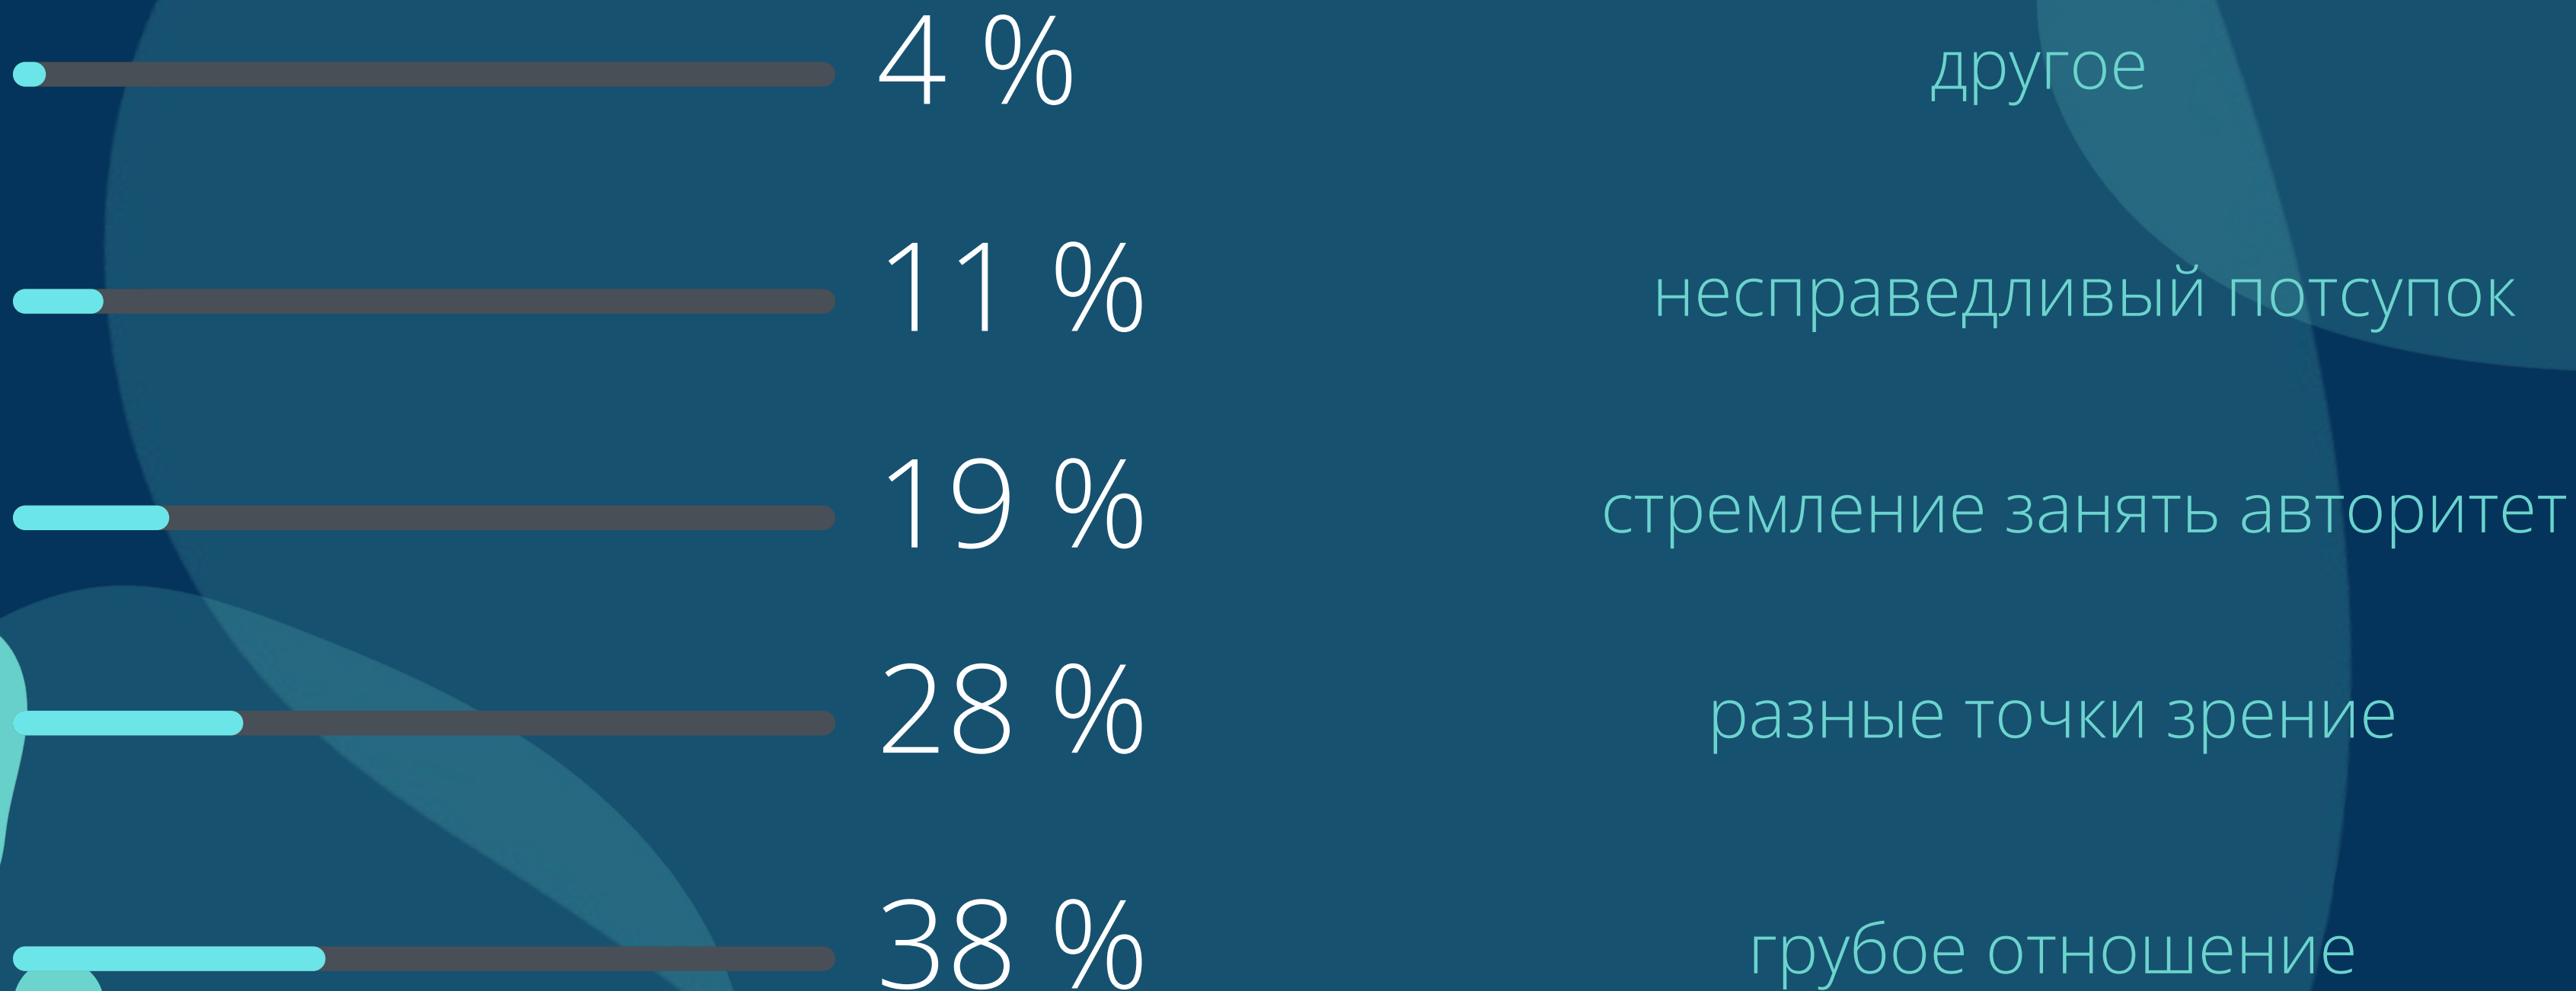 4 % другое
11 % несправедливый потсупок
19 % стремление занять авторитет
28 % разные точки зрение
38 % грубое отношение